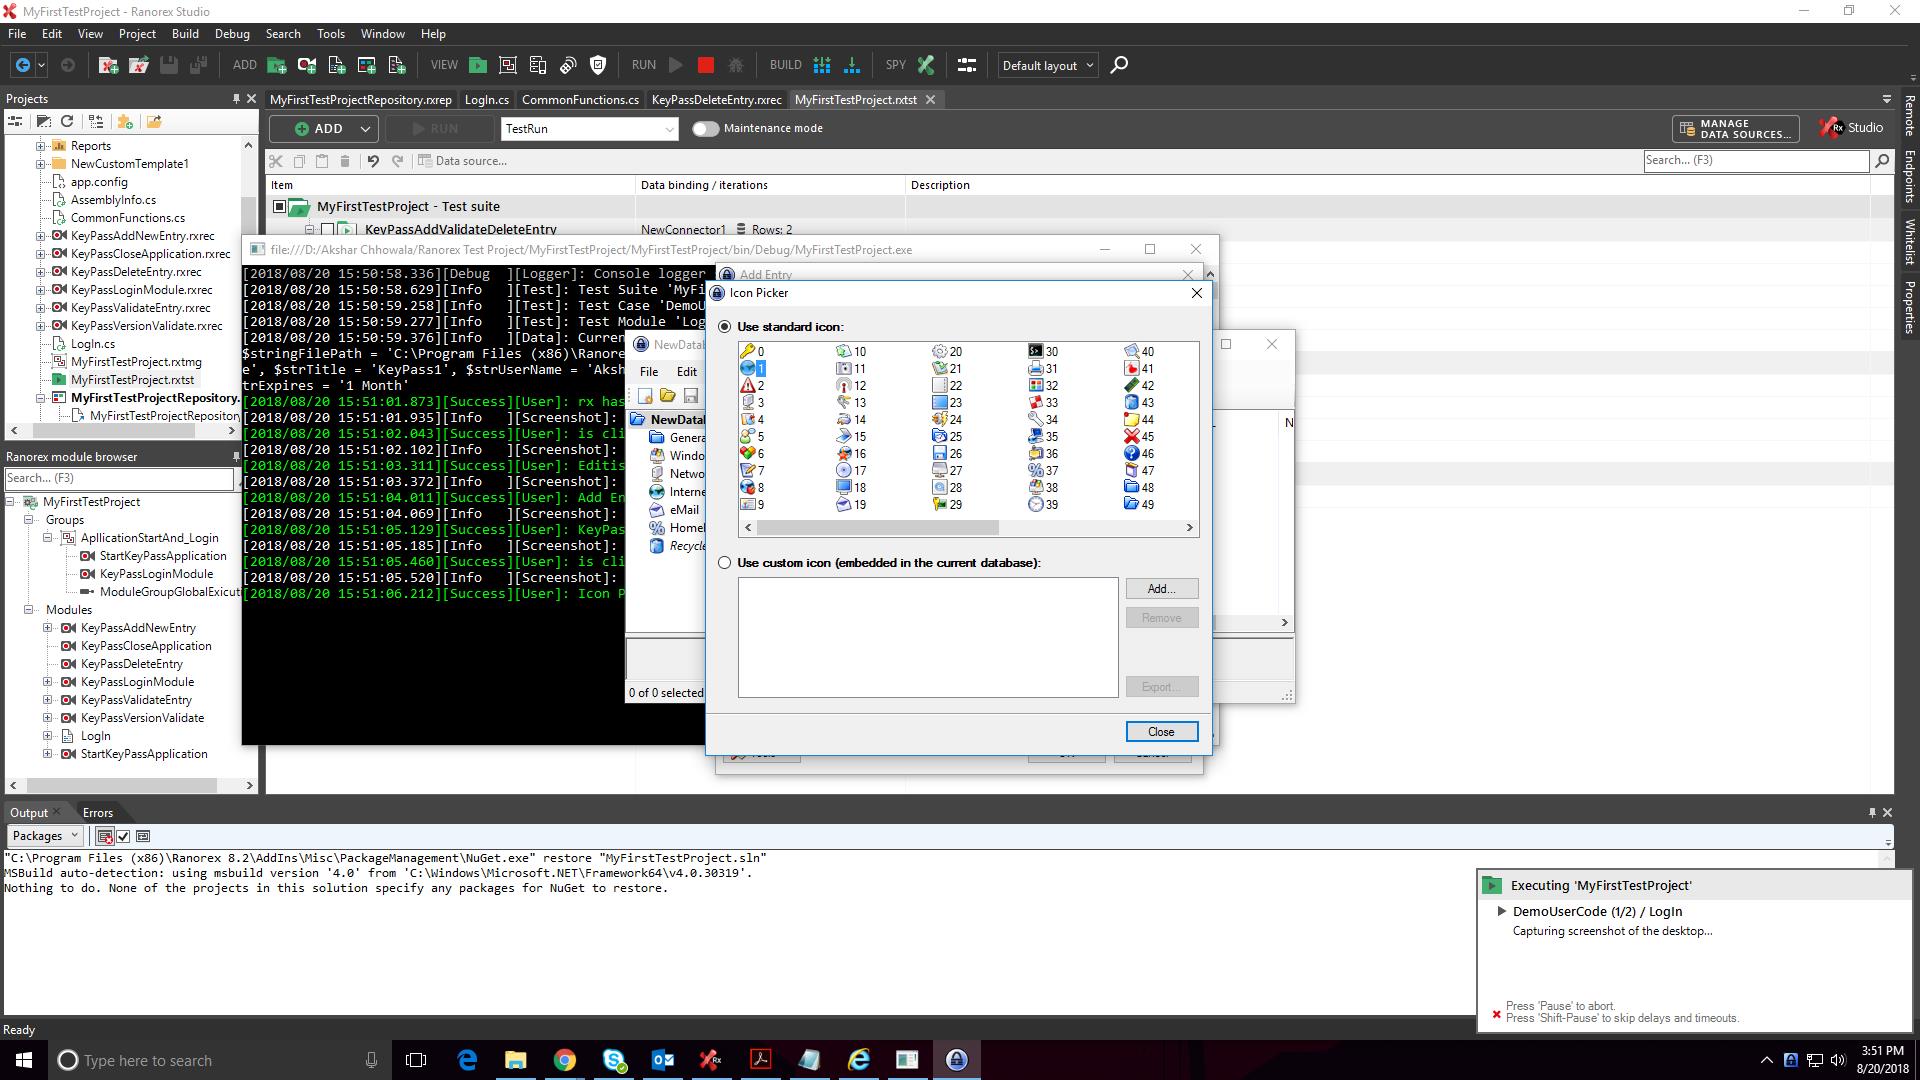 MyFirstTestProject - Ranorex Studio
File Edit View Project Build Debug Search Tools Window Help
ADD VIEW RUN BUILD SPY Default layout
Projects
MyFirstTestProjectRepository.rxrep LogIn.cs CommonFunctions.cs KeyPassDeleteEntry.rxrec MyFirstTestProject.rxtst
ADD RUN TestRun Maintenance mode MANAGE
DATA SOURCES... Rx Studio
Data source... Search... (F3)
Item Data binding / iterations Description
MyFirstTestProject - Test suite
KeyPassAddValidateDeleteEntry NewConnector1 Rows: 2
Reports
NewCustomTemplate1
app.config
AssemblyInfo.cs
CommonFunctions.cs
KeyPassAddNewEntry.rxrec
KeyPassCloseApplication.rxrec
KeyPassDeleteEntry.rxrec
KeyPassLoginModule.rxrec
KeyPassValidateEntry.rxrec
KeyPassVersionValidate.rxrec
LogIn.cs
MyFirstTestProject.rxtmg
MyFirstTestProject.rxtst
MyFirstTestProjectRepository.
MyFirstTestProjectRepositor
Ranorex module browser
Search... (F3)
MyFirstTestProject
Groups
ApllicationStartAnd_Login
StartKeyPassApplication
KeyPassLoginModule
ModuleGroupGlobalExicuti
Modules
KeyPassAddNewEntry
KeyPassCloseApplication
KeyPassDeleteEntry
KeyPassLoginModule
KeyPassValidateEntry
KeyPassVersionValidate
LogIn
StartKeyPassApplication
file:///D:/Akshar Chhowala/Ranorex Test Project/MyFirstTestProject/MyFirstTestProject/bin/Debug/MyFirstTestProject.exe
[2018/08/20 15:50:58.336][Debug ][Logger]: Console logger
[2018/08/20 15:50:58.629][Info ][Test]: Test Suite 'MyFi
[2018/08/20 15:50:59.258][Info ][Test]: Test Case 'DemoU
[2018/08/20 15:50:59.277][Info ][Test]: Test Module 'Log
[2018/08/20 15:50:59.376][Info ][Data]: Curren
$stringFilePath = 'C:\Program Files (x86)\Ranore
e', $strTitle = 'KeyPass1', $strUserName = 'Aksh
trExpires = '1 Month'
[2018/08/20 15:51:01.873][Success][User]: rx has
[2018/08/20 15:51:01.935][Info ][Screenshot]:
[2018/08/20 15:51:02.043][Success][User]: is cli
[2018/08/20 15:51:02.102][Info ][Screenshot]:
[2018/08/20 15:51:03.311][Success][User]: Editis
[2018/08/20 15:51:03.372][Info ][Screenshot]:
[2018/08/20 15:51:04.011][Success][User]: Add En
[2018/08/20 15:51:04.069][Info ][Screenshot]:
[2018/08/20 15:51:05.129][Success][User]: KeyPas
[2018/08/20 15:51:05.185][Info ][Screenshot]:
[2018/08/20 15:51:05.460][Success][User]: is cli
[2018/08/20 15:51:05.520][Info ][Screenshot]:
[2018/08/20 15:51:06.212][Success][User]: Icon P
NewDatab
File Edit
NewDatab
Genera
Windo
Netwo
Interne
eMail
Home
Recycle
N
0 of 0 selected
Add Entry
Icon Picker
Use standard icon:
0 10 20 30 40
1 11 21 31 41
2 12 22 32 42
3 13 23 33 43
4 14 24 34 44
5 15 25 35 45
6 16 26 36 46
7 17 27 37 47
8 18 28 38 48
9 19 29 39 49
Use custom icon (embedded in the current database):
Add...
Remove
Export...
Close
Remote Endpoints Whitelist Properties
Output Errors
Packages
"C:\Program Files (x86)\Ranorex 8.2\AddIns\Misc\PackageManagement\NuGet.exe" restore "MyFirstTestProject.sln"
MSBuild auto-detection: using msbuild version '4.0' from 'C:\Windows\Microsoft.NET\Framework64\v4.0.30319'.
Nothing to do. None of the projects in this solution specify any packages for NuGet to restore.
Executing 'MyFirstTestProject'
DemoUserCode (1/2) / LogIn
Capturing screenshot of the desktop...
Press 'Pause' to abort.
Press 'Shift-Pause' to skip delays and timeouts.
Ready
Type here to search
3:51 PM
8/20/2018